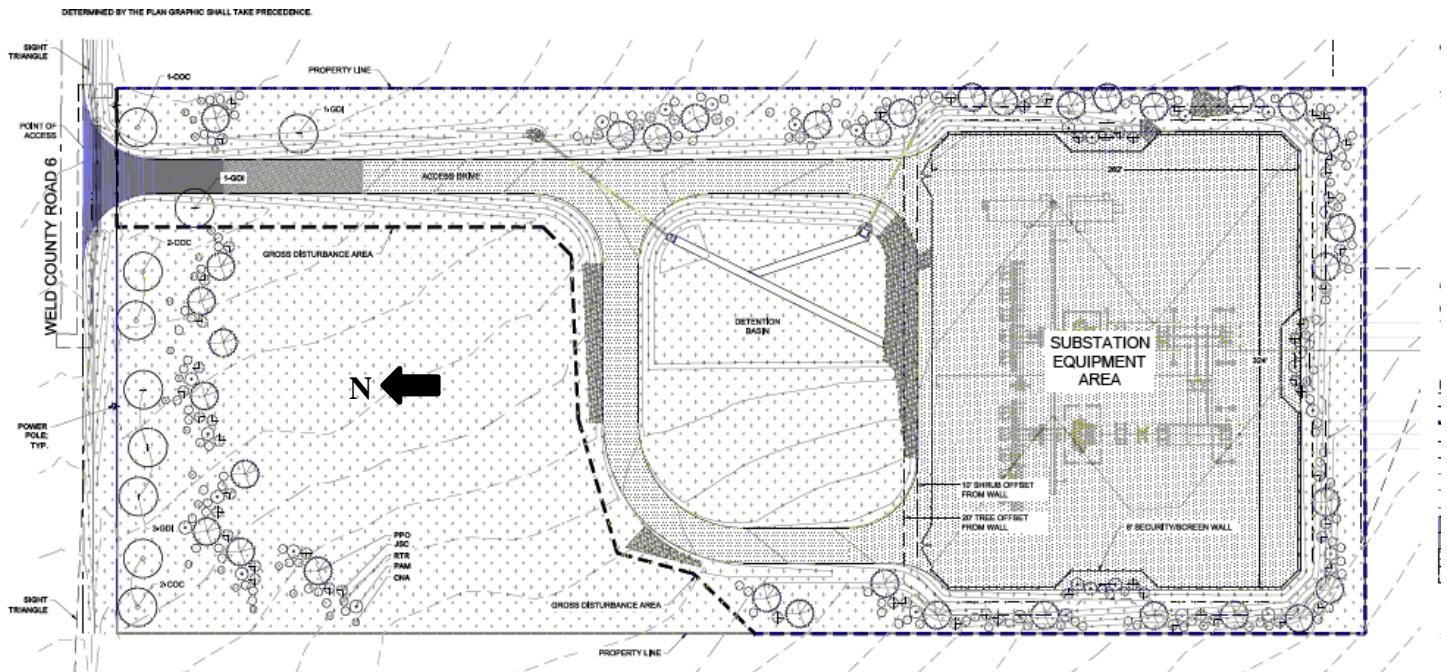 DETERMINED BY THE PLAN GRAPHIC SHALL TAKE PRECEDENCE.
SIGHT
TRIANGLE
1-COC
PROPERTY LINE
1-GDI
POINT OF
ACCESS
ACCESS DRIVE
1-GDI
WELD COUNTY ROAD 6
2-COC
GROSS DISTURBANCE AREA
DETENTION
BASIN
SUBSTATION
EQUIPMENT
AREA
324'
N
POWER
POLE;
TYP.
10' SHRUB OFFSET
FROM WALL
20' TREE OFFSET
FROM WALL
8' SECURITY/SCREEN WALL
3-GDI
PPO
JSC
RTR
PAM
CNA
2-COC
SIGHT
TRIANGLE
GROSS DISTURBANCE AREA
PROPERTY LINE